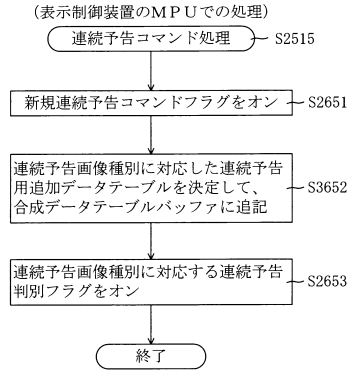 （表示制御装置のＭＰＵでの処理）
連続予告コマンド処理
S2515
新規連続予告コマンドフラグをオン
S2651
連続予告画像種別に対応した連続予告
用追加データテーブルを決定して、
合成データテーブルバッファに追記
S3652
連続予告画像種別に対応する連続予告
判別フラグをオン
S2653
終了